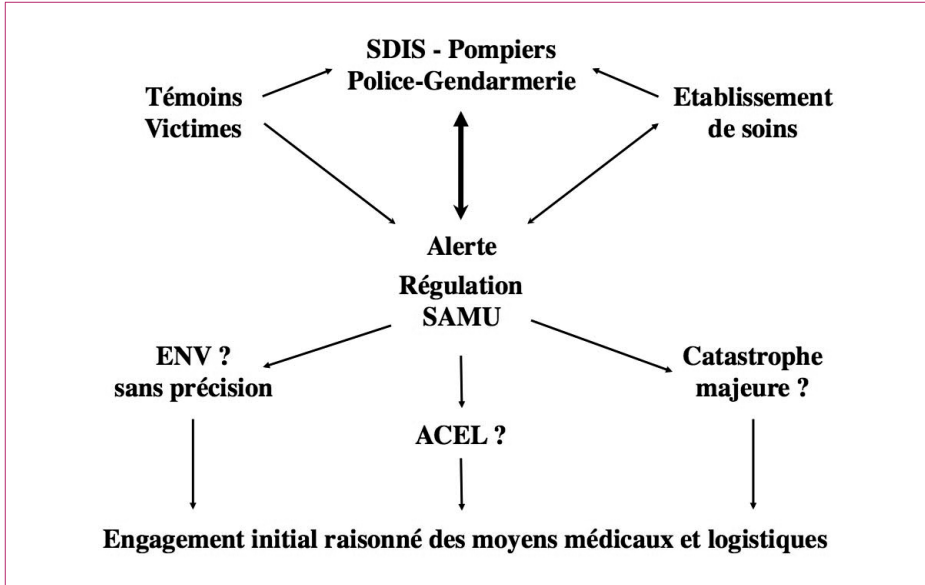 SDIS - Pompiers
Police-Gendarmerie
Témoins
Victimes
Etablissement
de soins
Alerte
Régulation
SAMU
ENV ?
sans précision
Catastrophe
majeure ?
ACEL ?
Engagement initial raisonné des moyens médicaux et logistiques